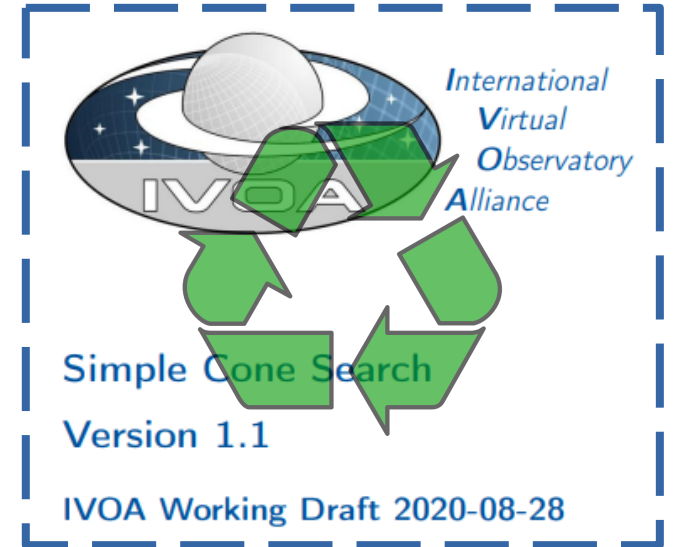 International
Virtual
Observatory
Alliance
IVOA
Simple Cone Search
Version 1.1
IVOA Working Draft 2020-08-28